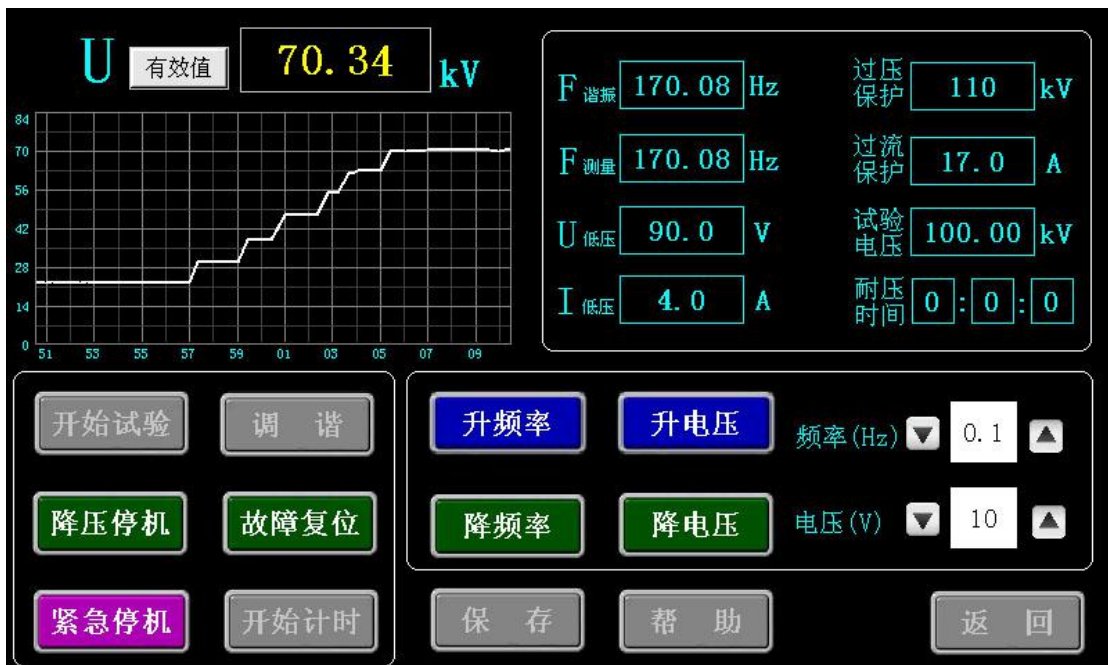 U 有效值 70.34 kV
84
70
56
42
28
14
0
51 53 55 57 59 01 03 05 07 09
F谐振 170.08 Hz
过压保护 110 kV
F测量 170.08 Hz
过流保护 17.0 A
U低压 90.0 V
试验电压 100.00 kV
I低压 4.0 A
耐压时间 0:0:0
开始试验 调 谐
降压停机 故障复位
紧急停机 开始计时
升频率 升电压 频率(Hz) ▼ 0.1 ▲
降频率 降电压 电压(V) ▼ 10 ▲
保 存 帮 助 返 回